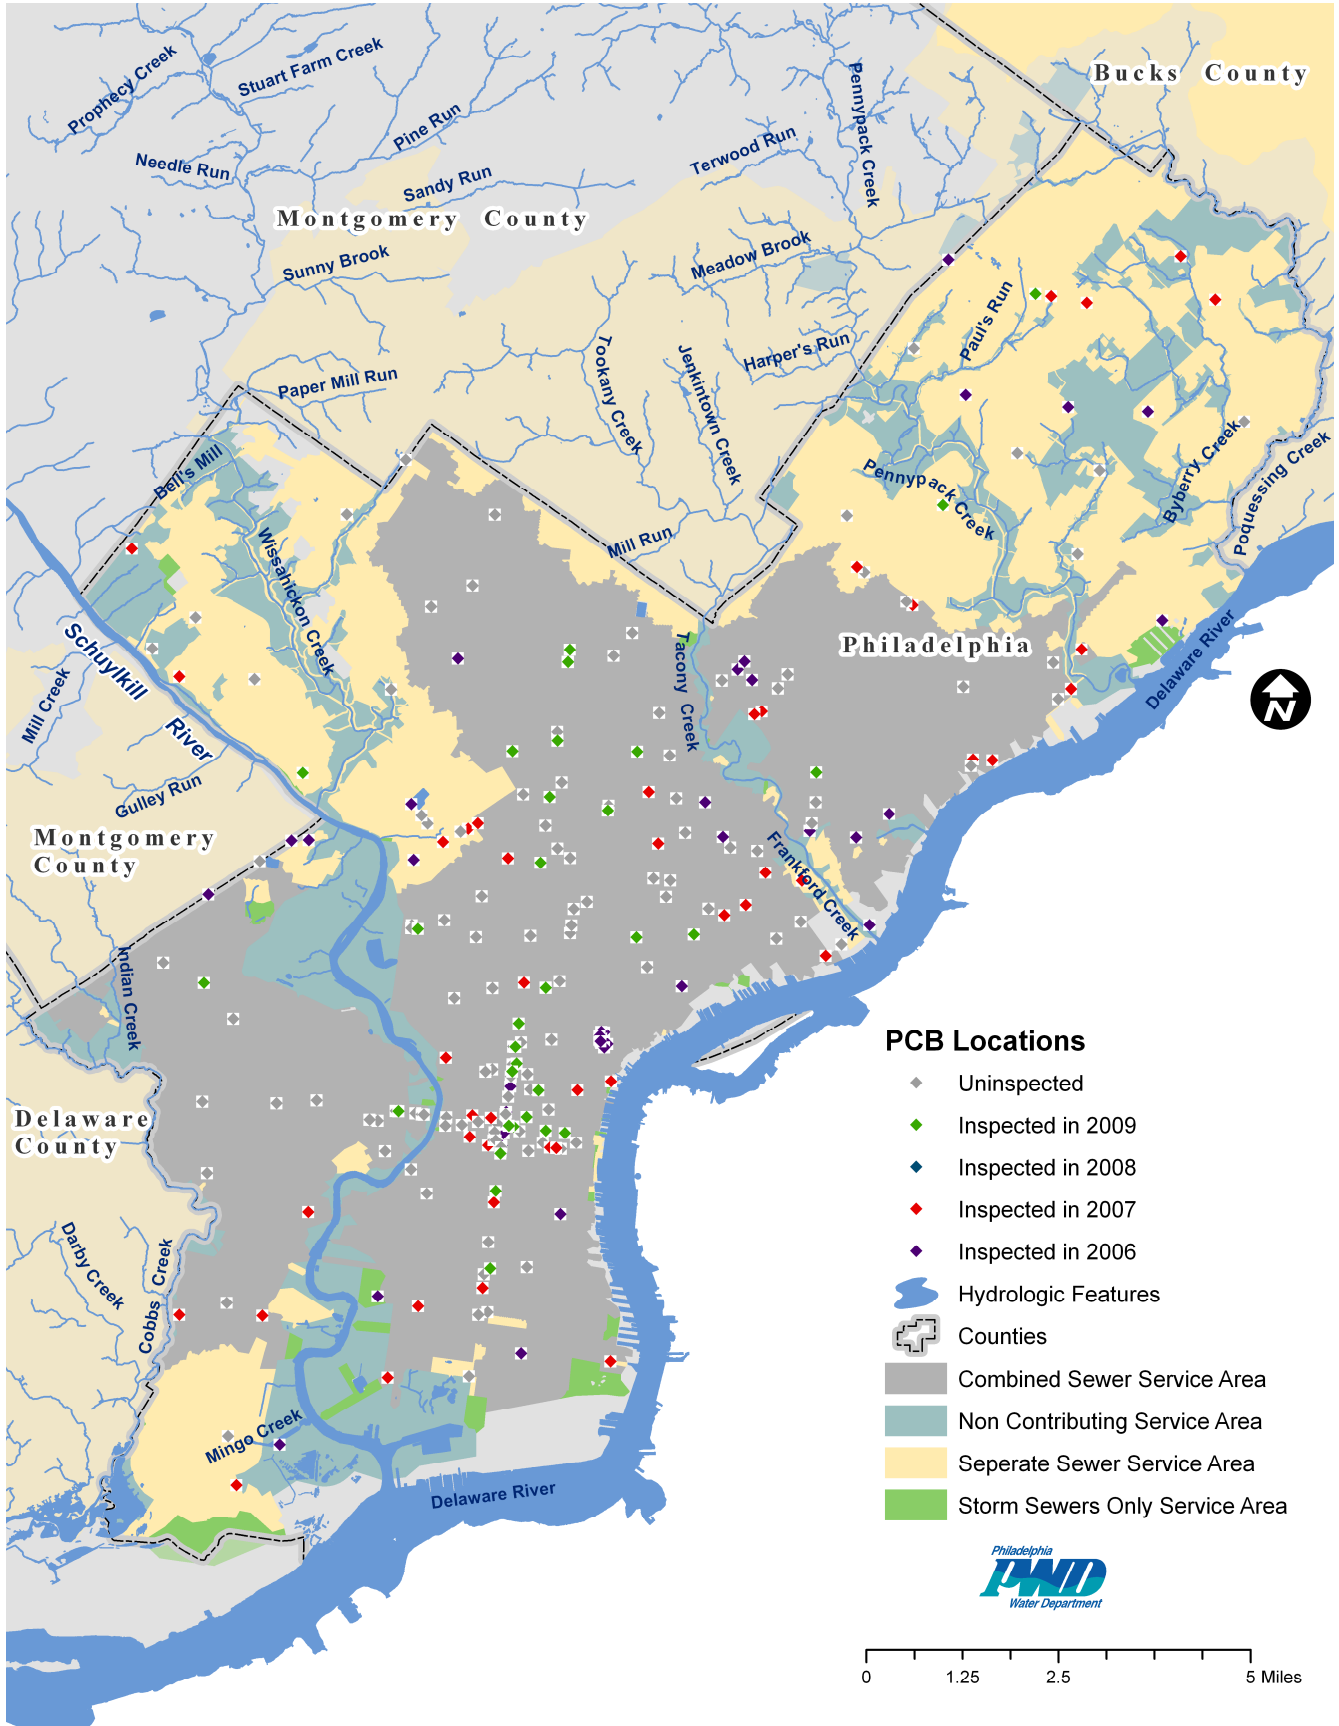 Bucks County
Prophecy Creek
Stuart Farm Creek
Pennypack Creek
Pine Run
Terwood Run
Needle Run
Sandy Run
Montgomery County
Meadow Brook
Sunny Brook
Paul's Run
Harper's Run
Tookany Creek
Jenkintown Creek
Paper Mill Run
Bell's Mill
Byberry Creek
Poquessing Creek
Pennypack Creek
Wissahickon Creek
Mill Run
Philadelphia
Tacony Creek
Delaware River
Schuylkill
River
Mill Creek
N
Gulley Run
Montgomery
County
Frankford Creek
Indian Creek
Delaware
County
Darby Creek
Cobbs Creek
Mingo Creek
Delaware River
PCB Locations
Uninspected
Inspected in 2009
Inspected in 2008
Inspected in 2007
Inspected in 2006
Hydrologic Features
Counties
Combined Sewer Service Area
Non Contributing Service Area
Seperate Sewer Service Area
Storm Sewers Only Service Area
Philadelphia
PWD
Water Department
0 1.25 2.5 5 Miles